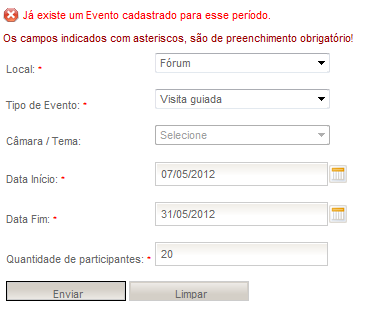 Já existe um Evento cadastrado para esse período.
Os campos indicados com asteriscos, são de preenchimento obrigatório!
Local: * Fórum
Tipo de Evento: * Visita guiada
Câmara / Tema: Selecione
Data Início: * 07/05/2012
Data Fim: * 31/05/2012
Quantidade de participantes: * 20
Enviar Limpar